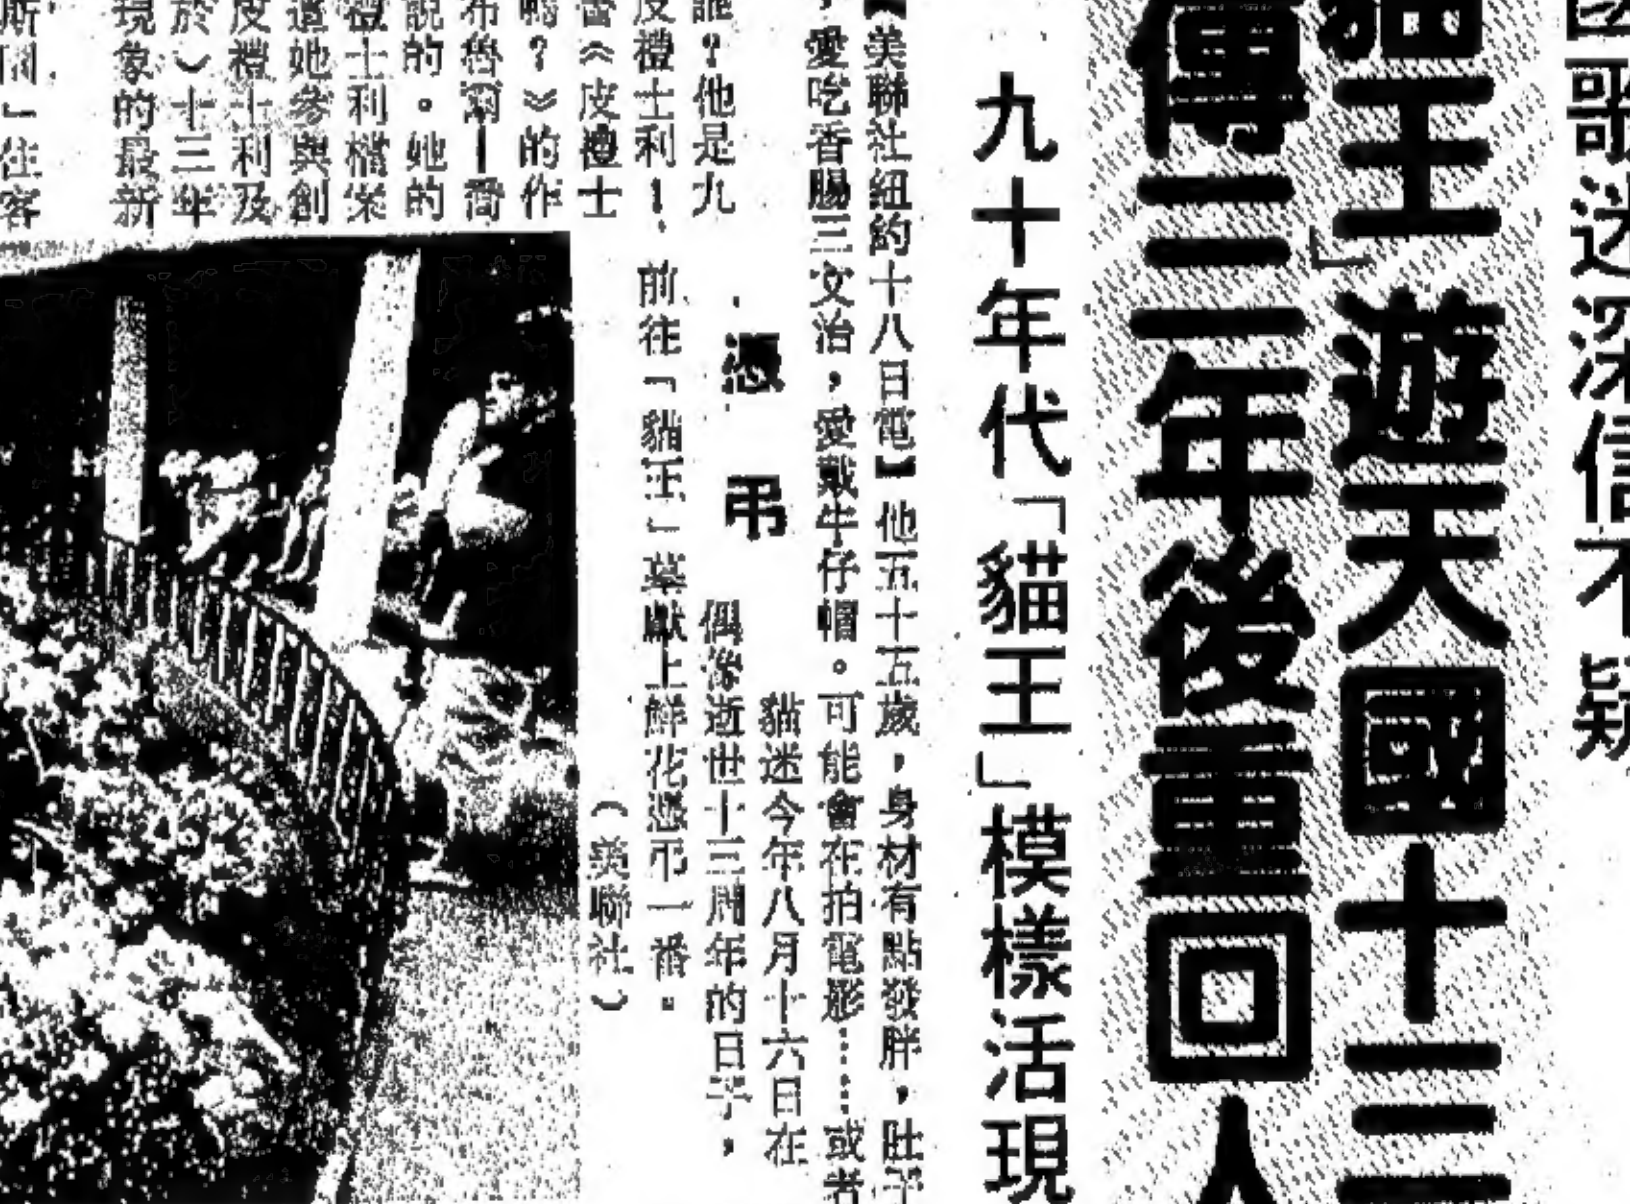 國歌迷深信不疑
貓王」遊天國十三
傳三年後重回人
九十年代「貓王」模樣活現
【美聯社紐約十八日電】他五十五歲，身材有點發胖，肚
，愛吃香腸三文治，愛戴牛仔帽。可能會在拍電影……或者
誰？他是九
皮禮士利！
《皮禮士
嗎？》的作
布魯爾—喬
說的。她的
禮士利檔案
還她參與創
皮禮士利及
於）十三年
現象的最新
」住客
憑弔
貓迷今年八月十六日在
偶像逝世十三周年的日子，
前往「貓王」墓獻上鮮花憑弔一番。
（美聯社）